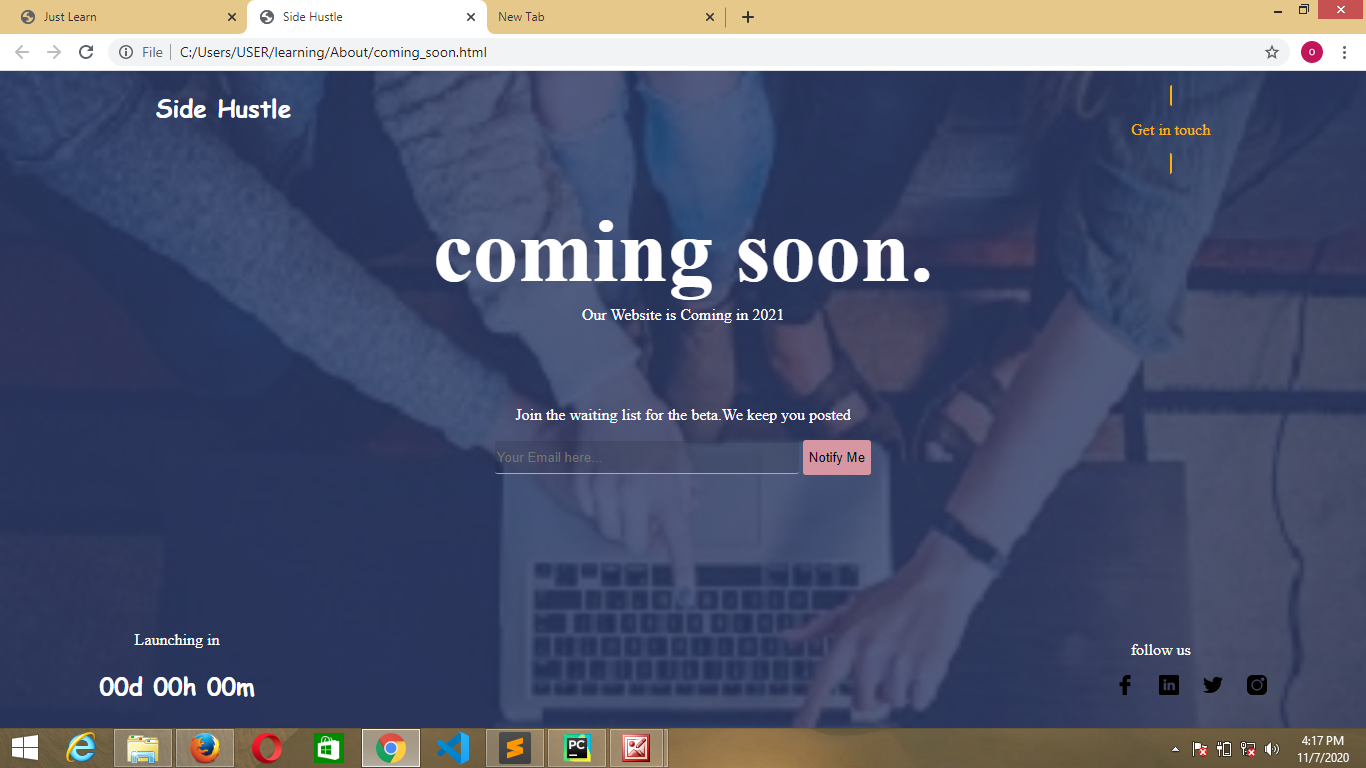 Just Learn
Side Hustle
New Tab
File
C:/Users/USER/learning/About/coming_soon.html
o
Side Hustle
Get in touch
coming soon.
Our Website is Coming in 2021
Join the waiting list for the beta.We keep you posted
Your Email here...
Notify Me
Launching in
00d 00h 00m
follow us
f
in
PC
4:17 PM
11/7/2020